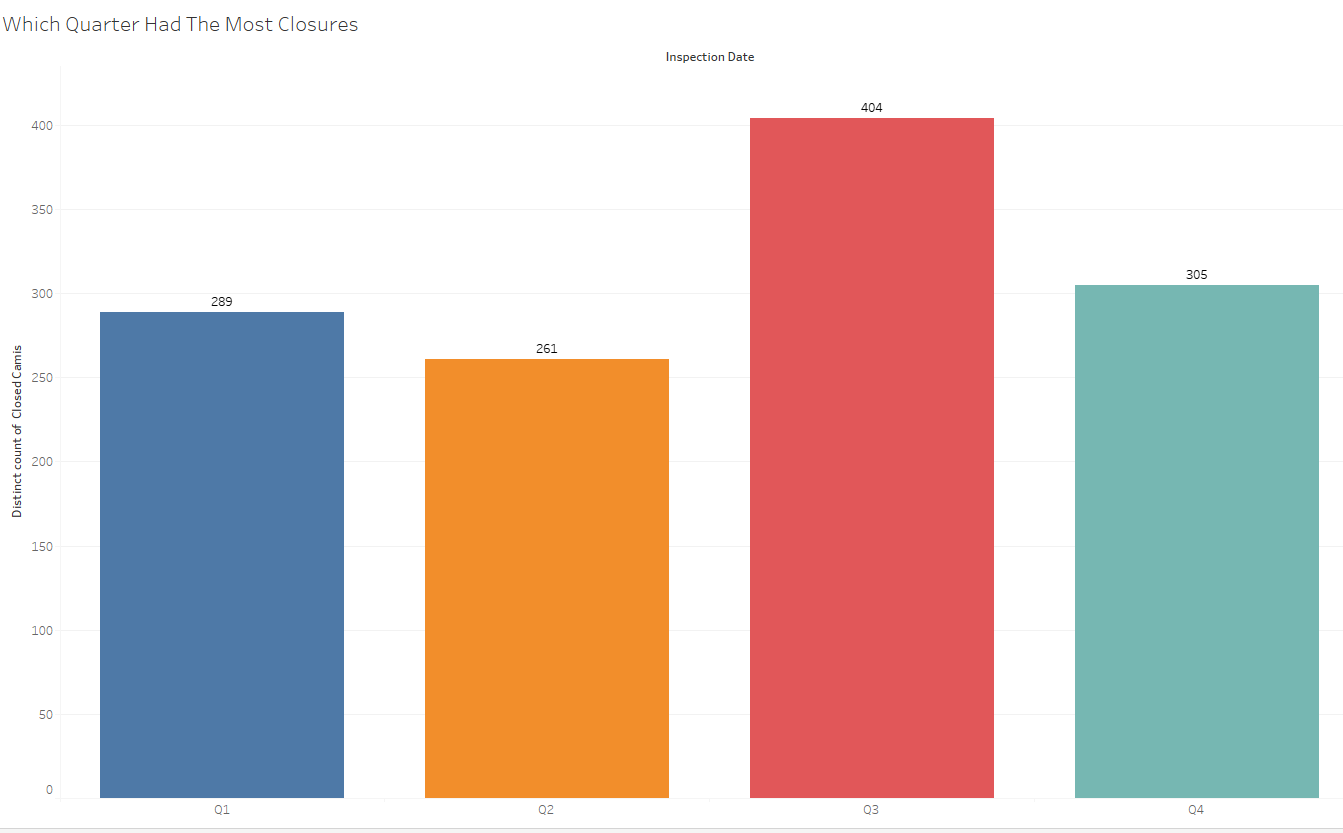 Which Quarter Had The Most Closures
Inspection Date
Distinct count of Closed Camis
400
350
300
250
200
150
100
50
0
289
261
404
305
Q1
Q2
Q3
Q4